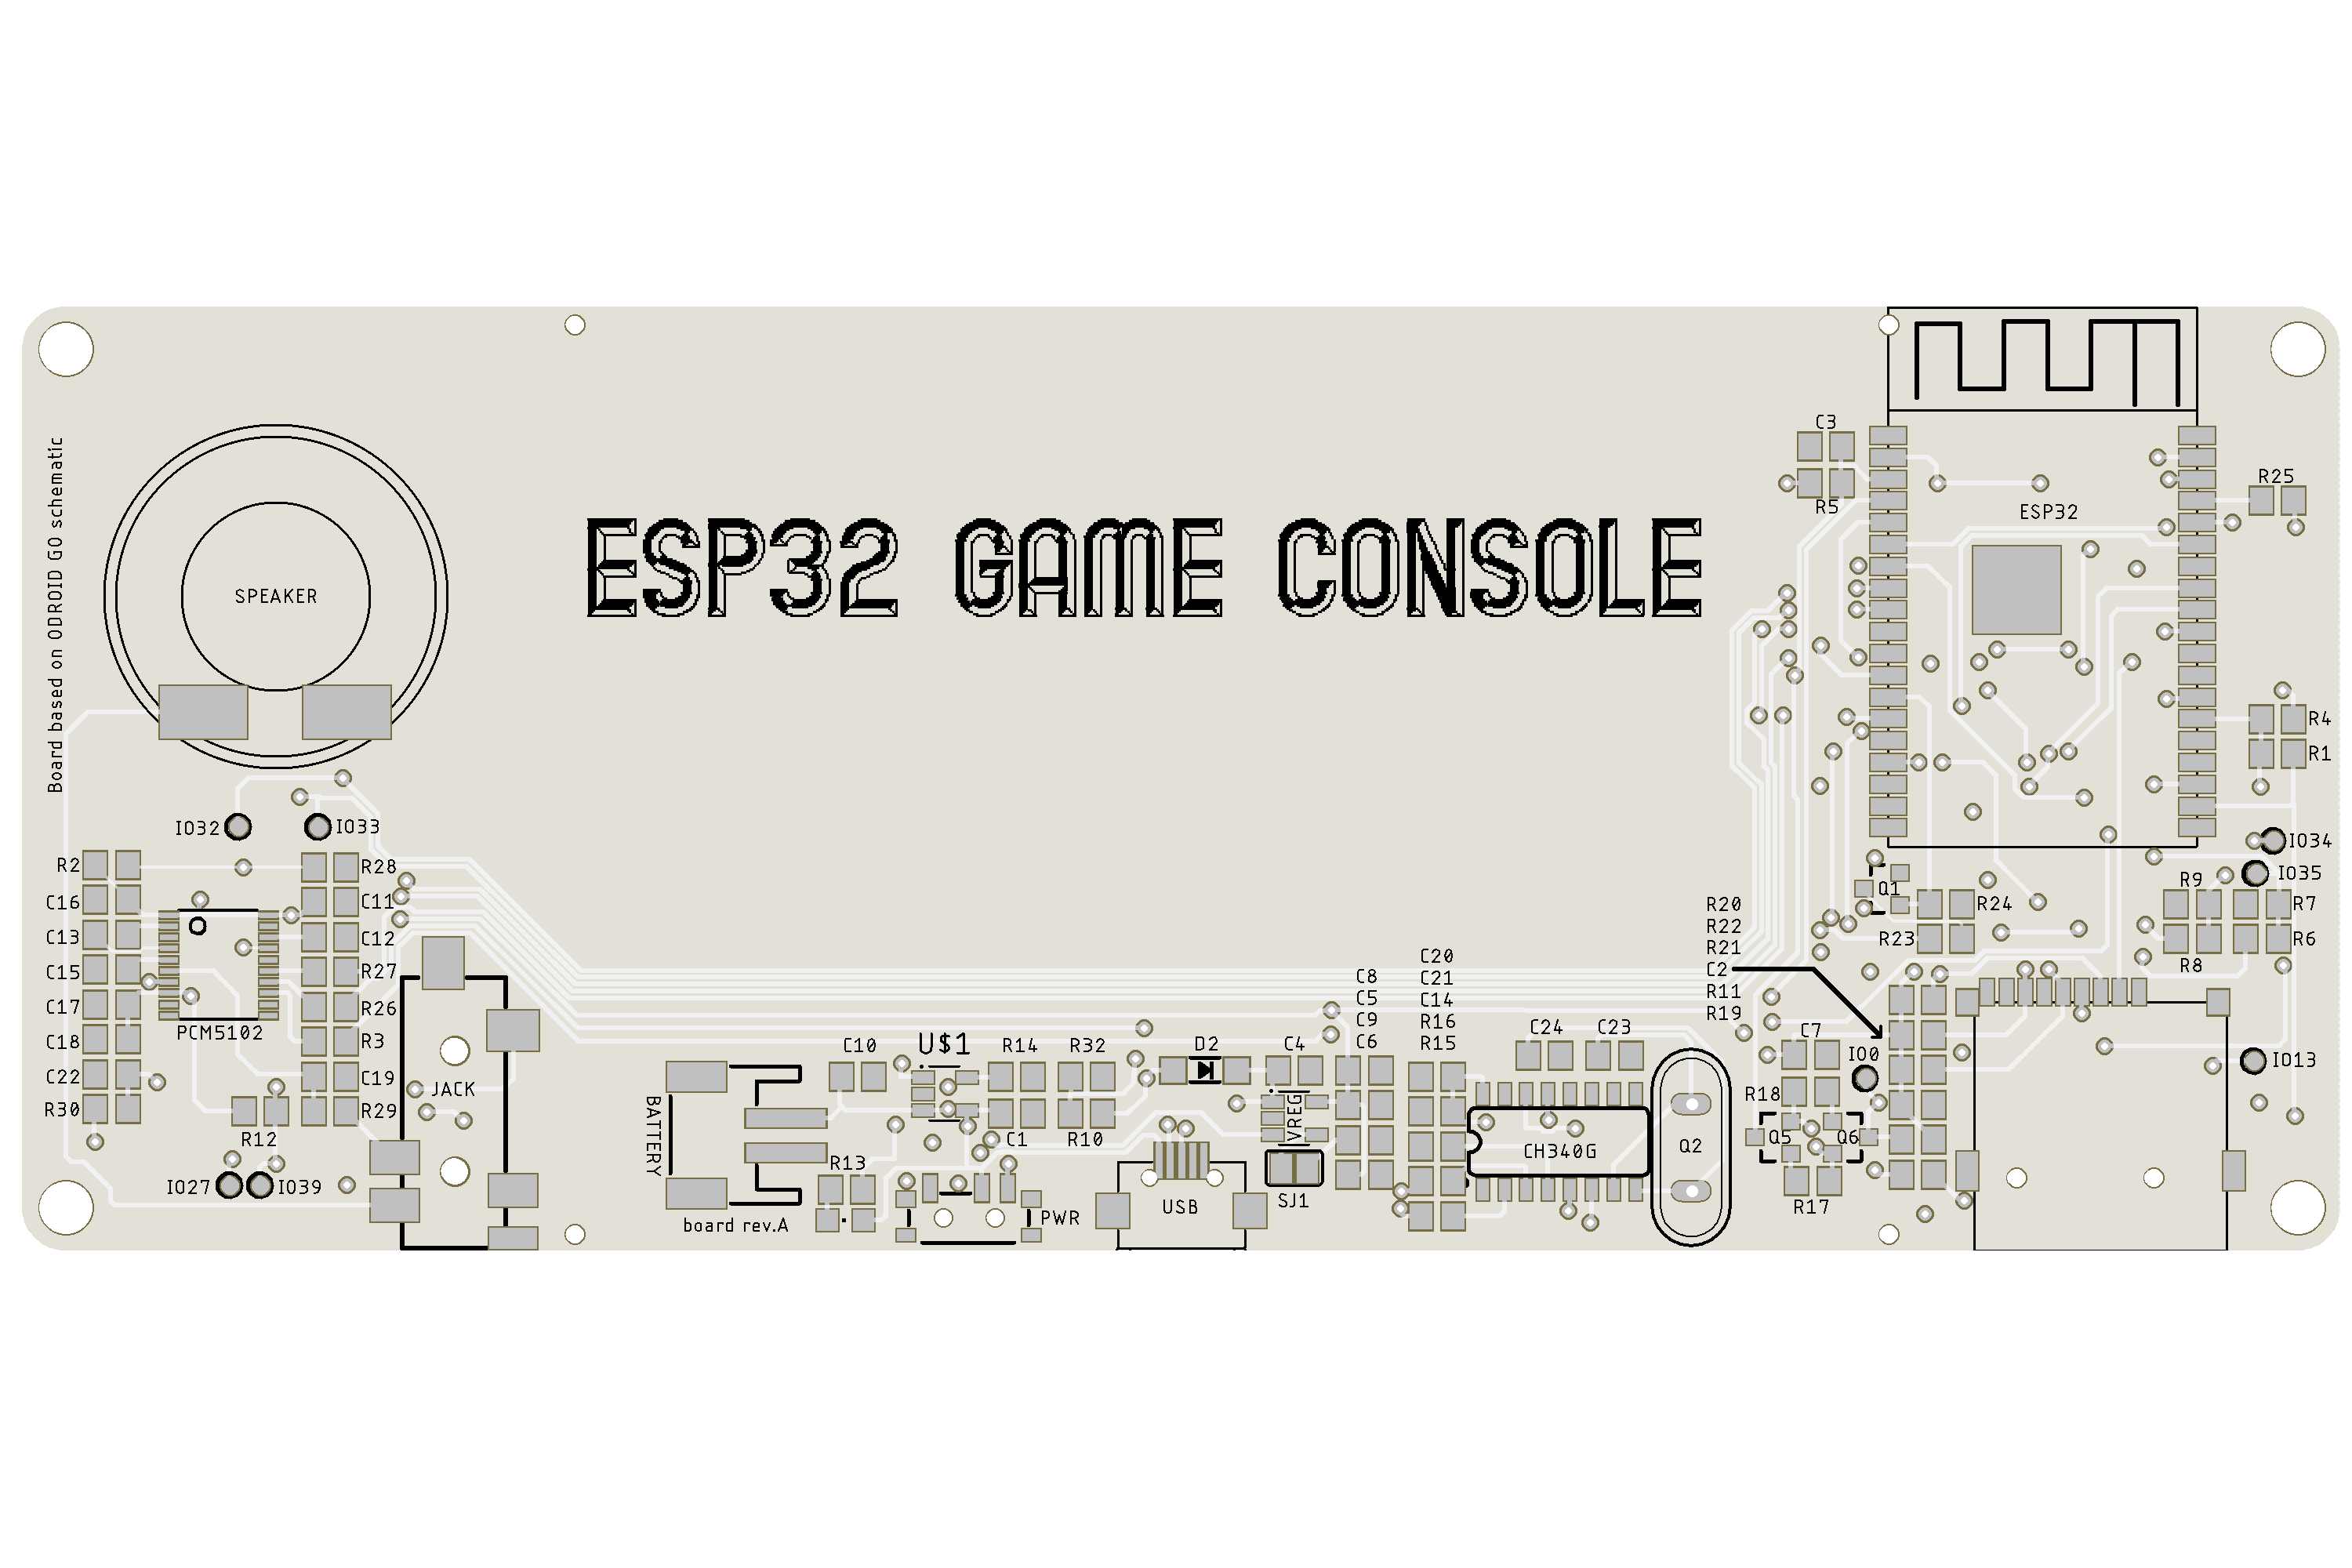 ESP32 GAME CONSOLE
Board based on ODROID GO schematic
SPEAKER
C3
R5
ESP32
R25
R4
R1
IO32
IO33
IO34
IO35
R2
R28
C16
C11
C13
C12
C15
R27
C17
R26
PCM5102
C18
R3
C22
C19
R30
R29
R12
IO27
IO39
JACK
BATTERY
board rev.A
C10
U$1
R14
R32
R13
C1
R10
PWR
D2
C4
VREG
USB
SJ1
C8
C5
C9
C6
C20
C21
C14
R16
R15
C24
C23
CH340G
Q2
R20
R22
R21
C2
R11
R19
Q1
R24
R23
R9
R7
R6
R8
C7
IO0
R18
Q5
Q6
R17
IO13